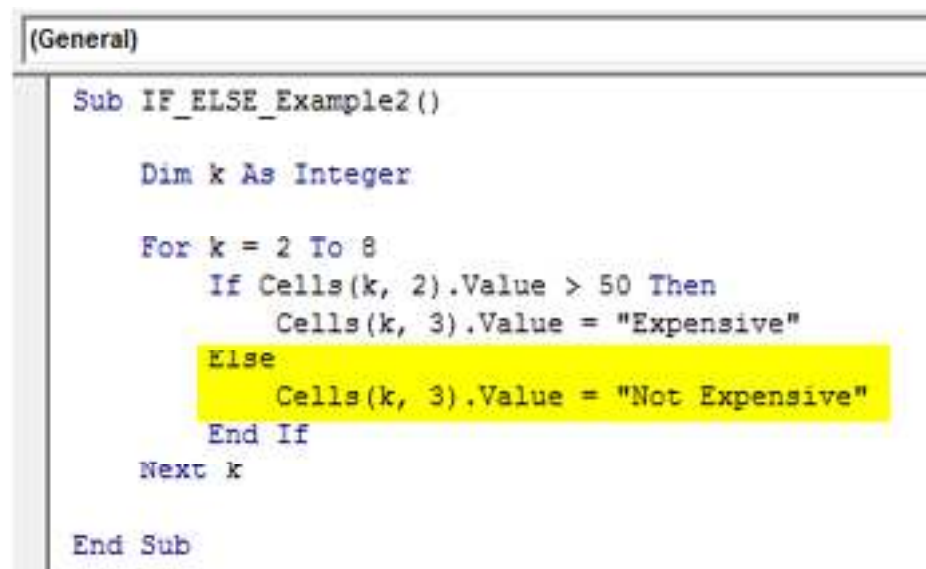 (General)
Sub IF_ELSE_Example2()
Dim k As Integer
For k = 2 To 8
If Cells(k, 2).Value > 50 Then
Cells(k, 3).Value = "Expensive"
Else
Cells(k, 3).Value = "Not Expensive"
End If
Next k
End Sub